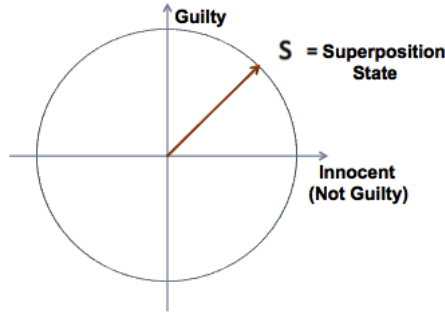 Guilty
S = Superposition
State
Innocent
(Not Guilty)